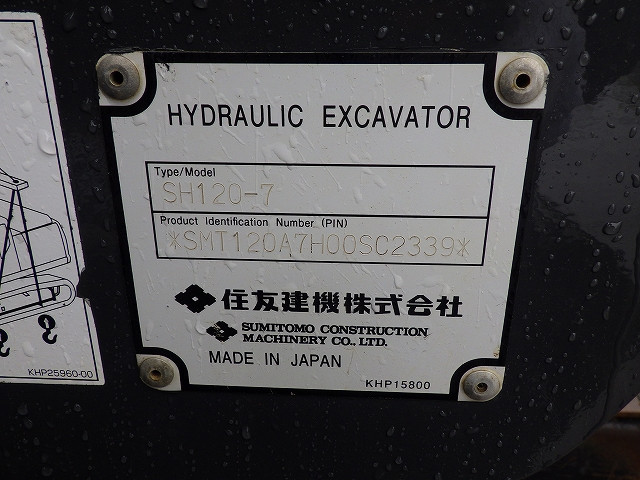 HYDRAULIC EXCAVATOR
Type/Model
SH120-7
Product Identification Number (PIN)
*SMT120A7H00SC2339*
住友建機株式会社
SUMITOMO CONSTRUCTION
MACHINERY CO., LTD.
MADE IN JAPAN
KHP15800
KHP25960-00